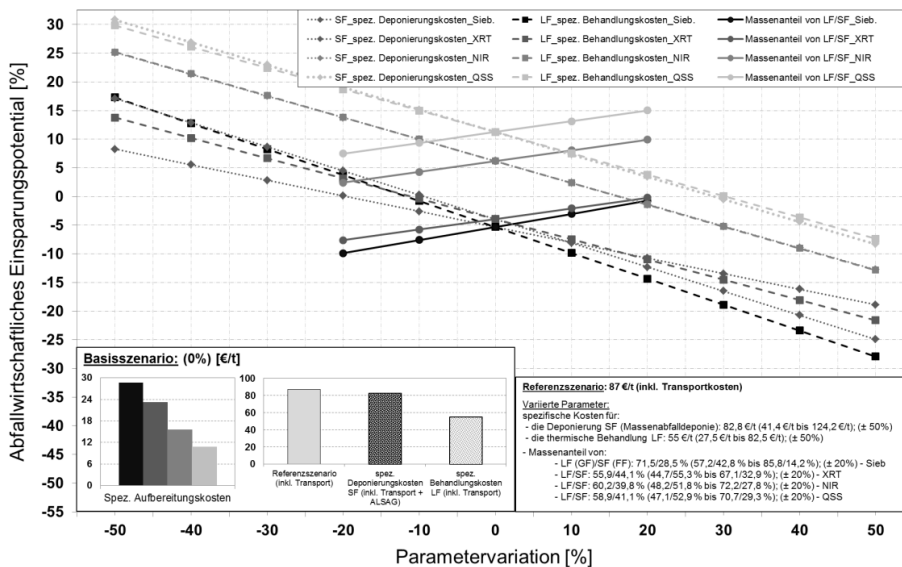 Abfallwirtschaftliches Einsparungspotential [%]
35
30
25
20
15
10
5
0
-5
-10
-15
-20
-25
-30
-35
-40
-45
-50
-55
SF_spez. Deponierungskosten_Sieb. LF_spez. Behandlungskosten_Sieb. Massenanteil von LF/SF_Sieb.
SF_spez. Deponierungskosten_XRT LF_spez. Behandlungskosten_XRT Massenanteil von LF/SF_XRT
SF_spez. Deponierungskosten_NIR LF_spez. Behandlungskosten_NIR Massenanteil von LF/SF_NIR
SF_spez. Deponierungskosten_QSS LF_spez. Behandlungskosten_QSS Massenanteil von LF/SF_QSS
Basisszenario: (0%) [€/t]
30
24
18
12
6
0
Spez. Aufbereitungskosten
100
80
60
40
20
0
Referenzszenario
(inkl. Transport)
spez.
Deponierungskosten
SF (inkl. Transport +
ALSAG)
spez.
Behandlungskosten
LF (inkl. Transport)
Referenzszenario: 87 €/t (inkl. Transportkosten)
Variierte Parameter:
spezifische Kosten für:
- die Deponierung SF (Massenabfalldeponie): 82,8 €/t (41,4 €/t bis 124,2 €/t); (± 50%)
- die thermische Behandlung LF: 55 €/t (27,5 €/t bis 82,5 €/t); (± 50%)
- Massenanteil von:
- LF (GF)/SF (FF): 71,5/28,5 % (57,2/42,8 % bis 85,8/14,2 %); (± 20%) - Sieb
- LF/SF: 55,9/44,1 % (44,7/55,3 % bis 67,1/32,9 %); (± 20%) - XRT
- LF/SF: 60,2/39,8 % (48,2/51,8 % bis 72,2/27,8 %); (± 20%) - NIR
- LF/SF: 58,9/41,1 % (47,1/52,9 % bis 70,7/29,3 %); (± 20%) - QSS
-50 -40 -30 -20 -10 0 10 20 30 40 50
Parametervariation [%]